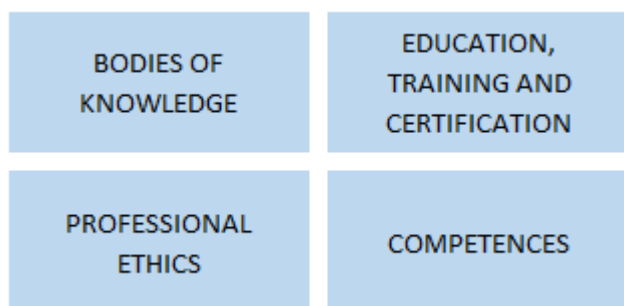 BODIES OF
KNOWLEDGE
EDUCATION,
TRAINING AND
CERTIFICATION
PROFESSIONAL
ETHICS
COMPETENCES